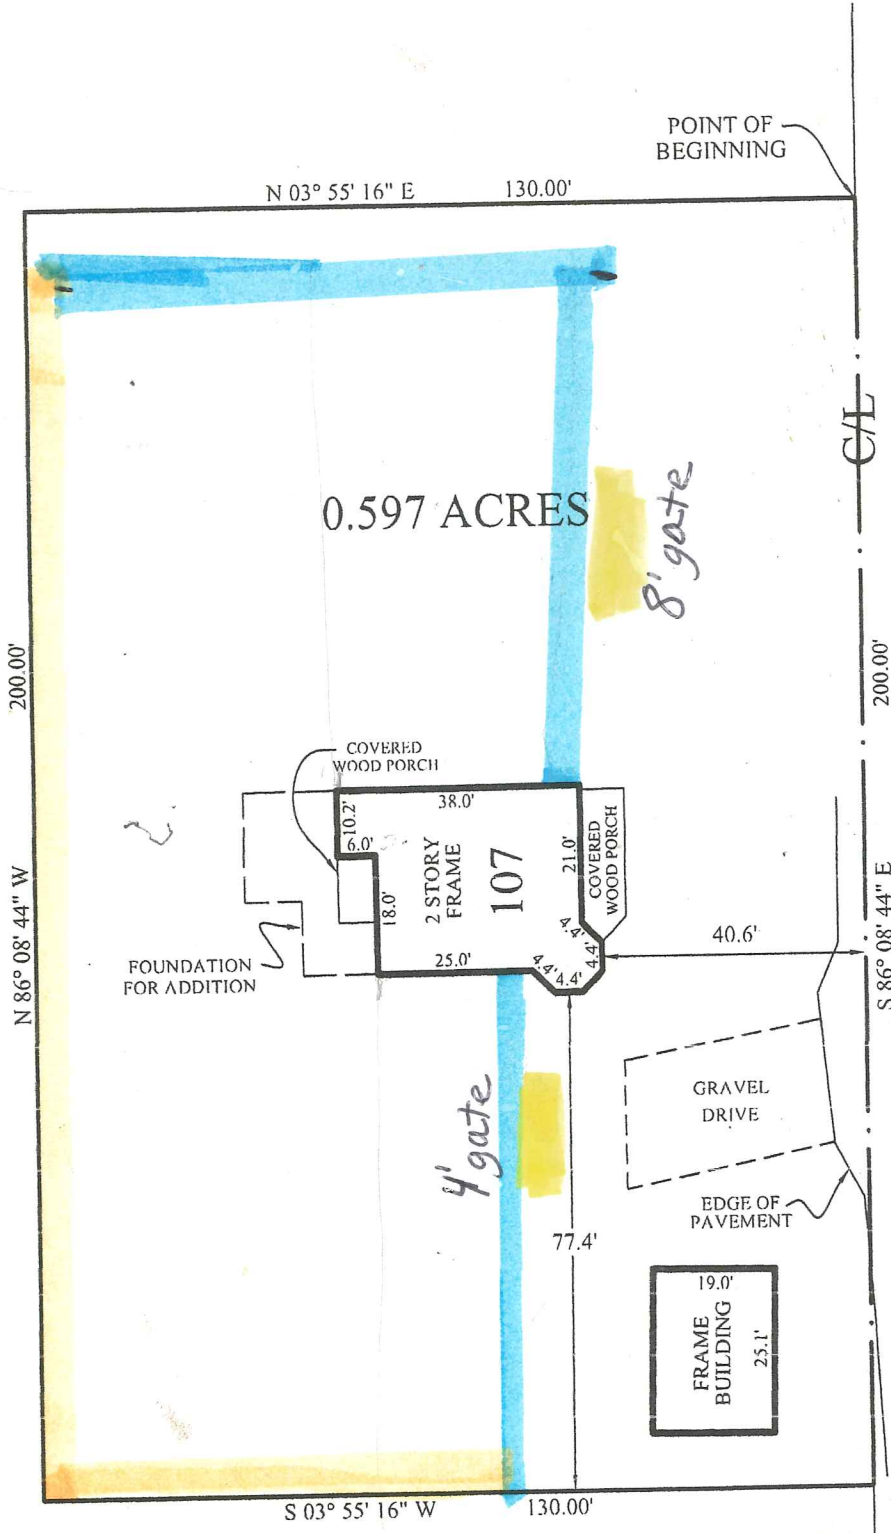 POINT OF
BEGINNING
N 03° 55' 16" E
130.00'
C/L
0.597 ACRES
8' gate
200.00'
200.00'
COVERED
WOOD PORCH
38.0'
10.2'
6.0'
18.0'
2 STORY
FRAME
107
21.0'
COVERED
WOOD PORCH
4.4'
4.4'
4.4'
4.4'
25.0'
40.6'
N 86° 08' 44" W
S 86° 08' 44" E
FOUNDATION
FOR ADDITION
GRAVEL
DRIVE
4' gate
EDGE OF
PAVEMENT
77.4'
19.0'
FRAME
BUILDING
25.1'
S 03° 55' 16" W
130.00'